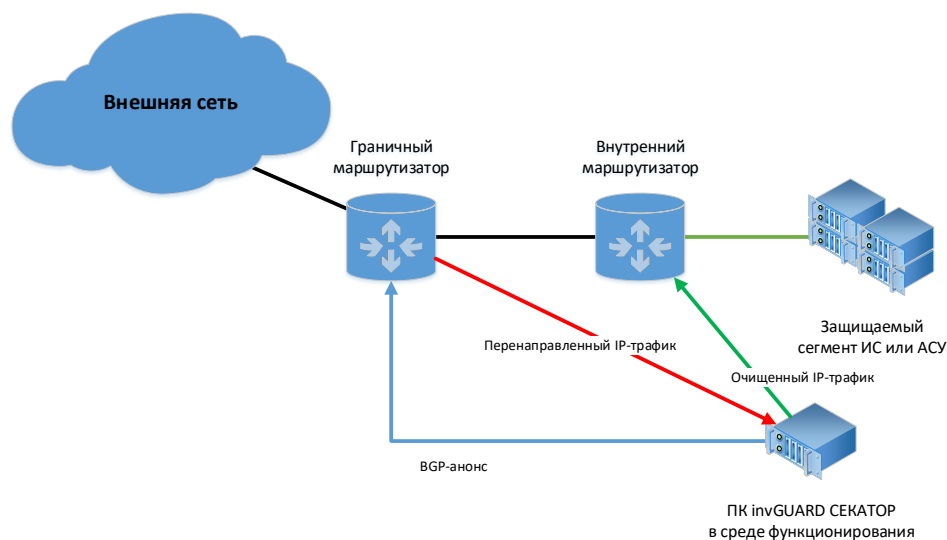 Внешняя сеть
Граничный
маршрутизатор
Внутренний
маршрутизатор
Защищаемый
сегмент ИС или АСУ
Перенаправленный IP-трафик
Очищенный IP-трафик
BGP-анонс
ПК invGUARD СЕКАТОР
в среде функционирования